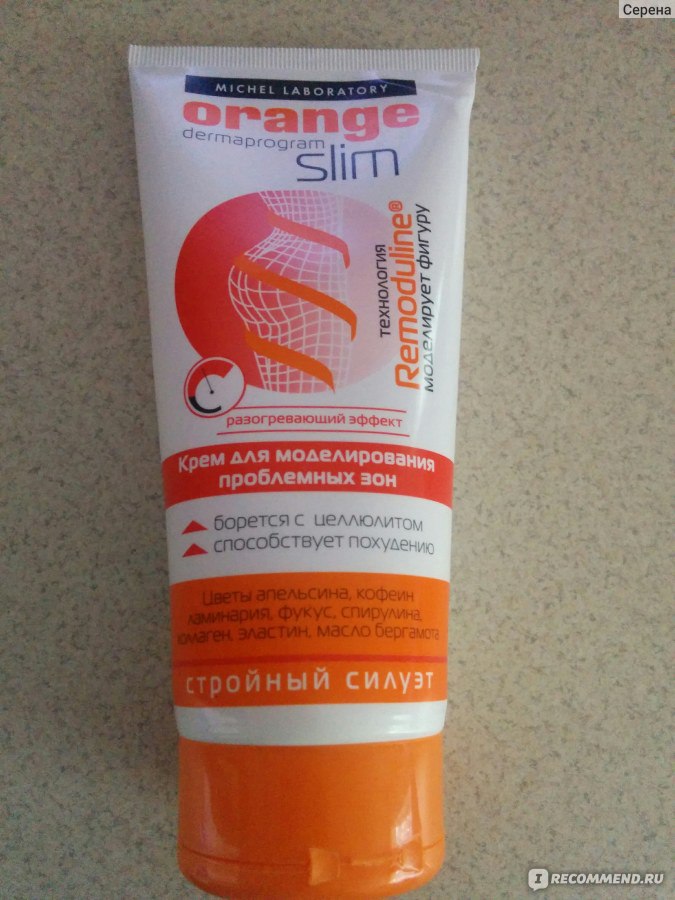 Серена
MICHEL LABORATORY
orange
dermaprogram
slim
технология
Remoduline®
моделирует фигуру
разогревающий эффект
Крем для моделирования
проблемных зон
борется с целлюлитом
способствует похудению
Цветы апельсина, кофеин
ламинария, фукус, спирулина,
коллаген, эластин, масло бергамота
стройный силуэт
IRECOMMEND.RU